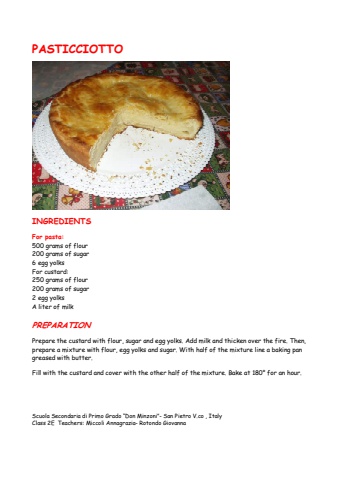 PASTICCIOTTO
INGREDIENTS
For pasta:
500 grams of flour
200 grams of sugar
6 egg yolks
For custard:
250 grams of flour
200 grams of sugar
2 egg yolks
A liter of milk
PREPARATION
Prepare the custard with flour, sugar and egg yolks. Add milk and thicken over the fire. Then,
prepare a mixture with flour, egg yolks and sugar. With half of the mixture line a baking pan
greased with butter.
Fill with the custard and cover with the other half of the mixture. Bake at 180° for an hour.
Scuola Secondaria di Primo Grado "Don Minzoni"- San Pietro V.co , Italy
Class 2E Teachers: Miccoli Annagrazia- Rotondo Giovanna